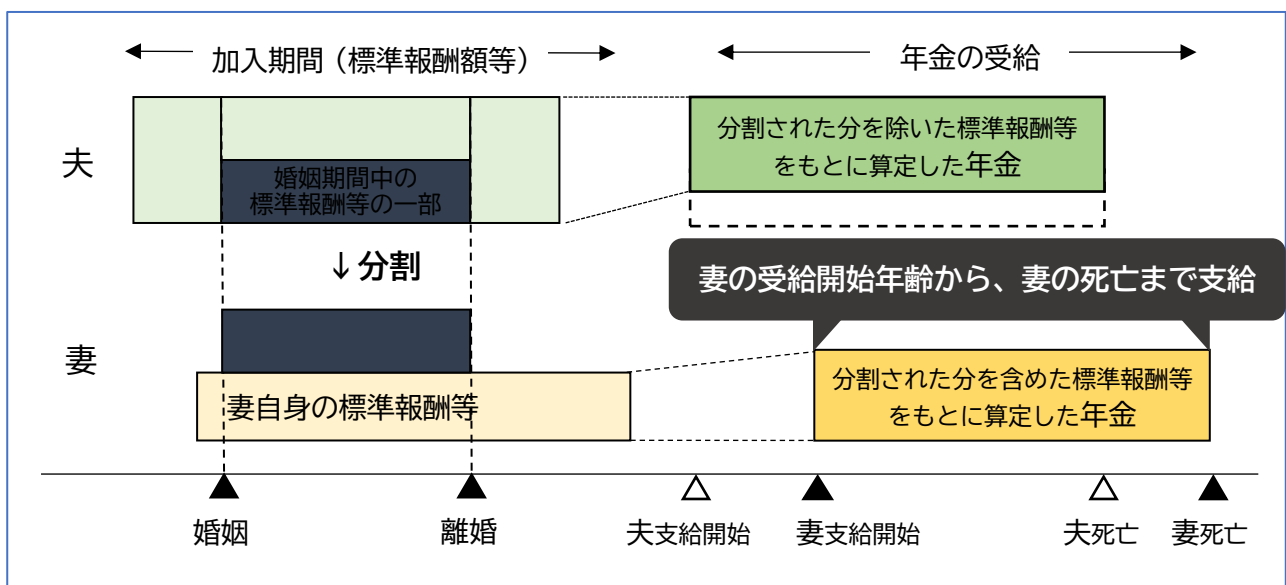 加入期間（標準報酬額等）
年金の受給
夫
婚姻期間中の
標準報酬等の一部
分割された分を除いた標準報酬等
をもとに算定した年金
↓分割
妻の受給開始年齢から、妻の死亡まで支給
妻
妻自身の標準報酬等
分割された分を含めた標準報酬等
をもとに算定した年金
婚姻
離婚
夫支給開始
妻支給開始
夫死亡
妻死亡